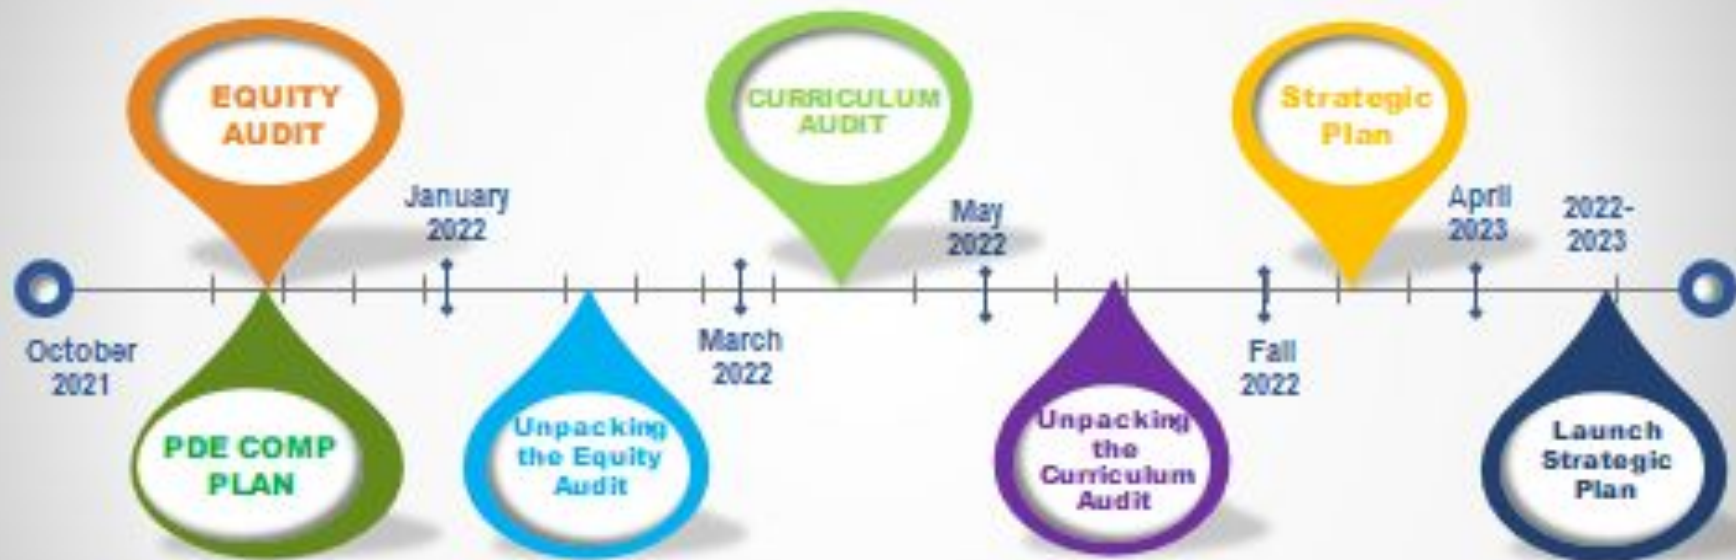 EQUITY
AUDIT
CURRICULUM
AUDIT
Strategic
Plan
January
2022
May
2022
April
2023
2022-
2023
October
2021
March
2022
Fall
2022
PDE COMP
PLAN
Unpacking
the Equity
Audit
Unpacking
the
Curriculum
Audit
Launch
Strategic
Plan